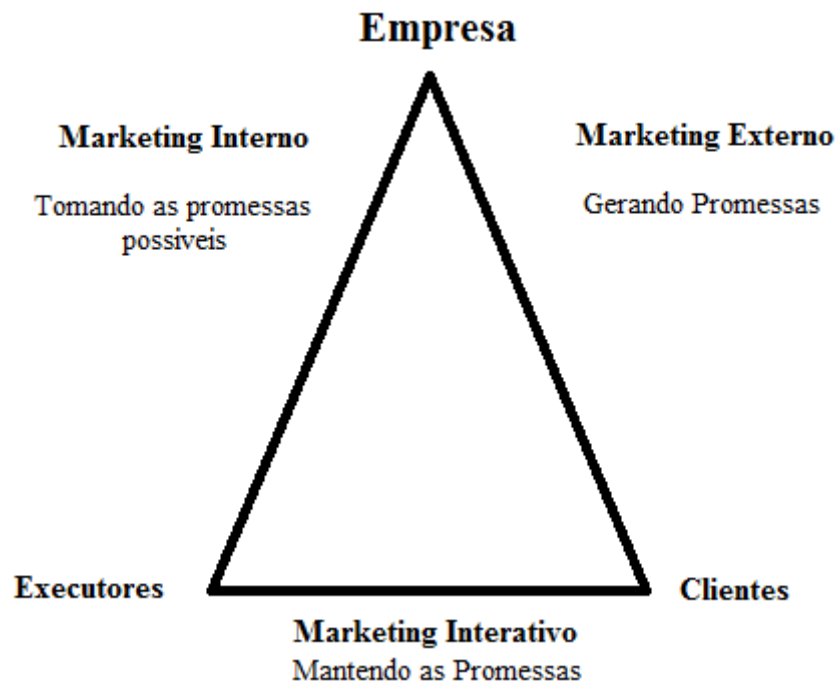 Empresa
Marketing Interno
Tomando as promessas
possiveis
Marketing Externo
Gerando Promessas
Executores
Clientes
Marketing Interativo
Mantendo as Promessas